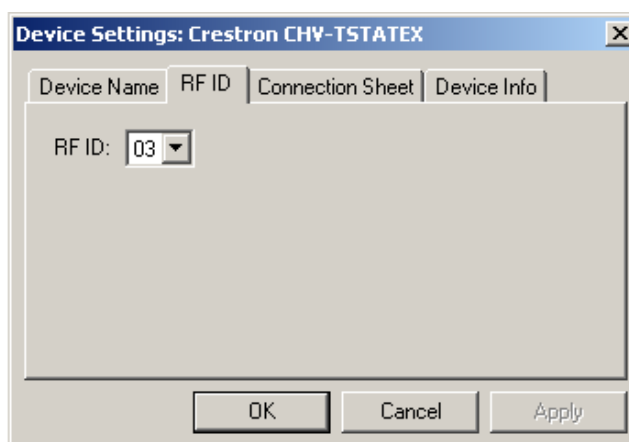 Device Settings: Crestron CHV-TSTATEX
Device Name RF ID Connection Sheet Device Info
RF ID: 03
OK Cancel Apply